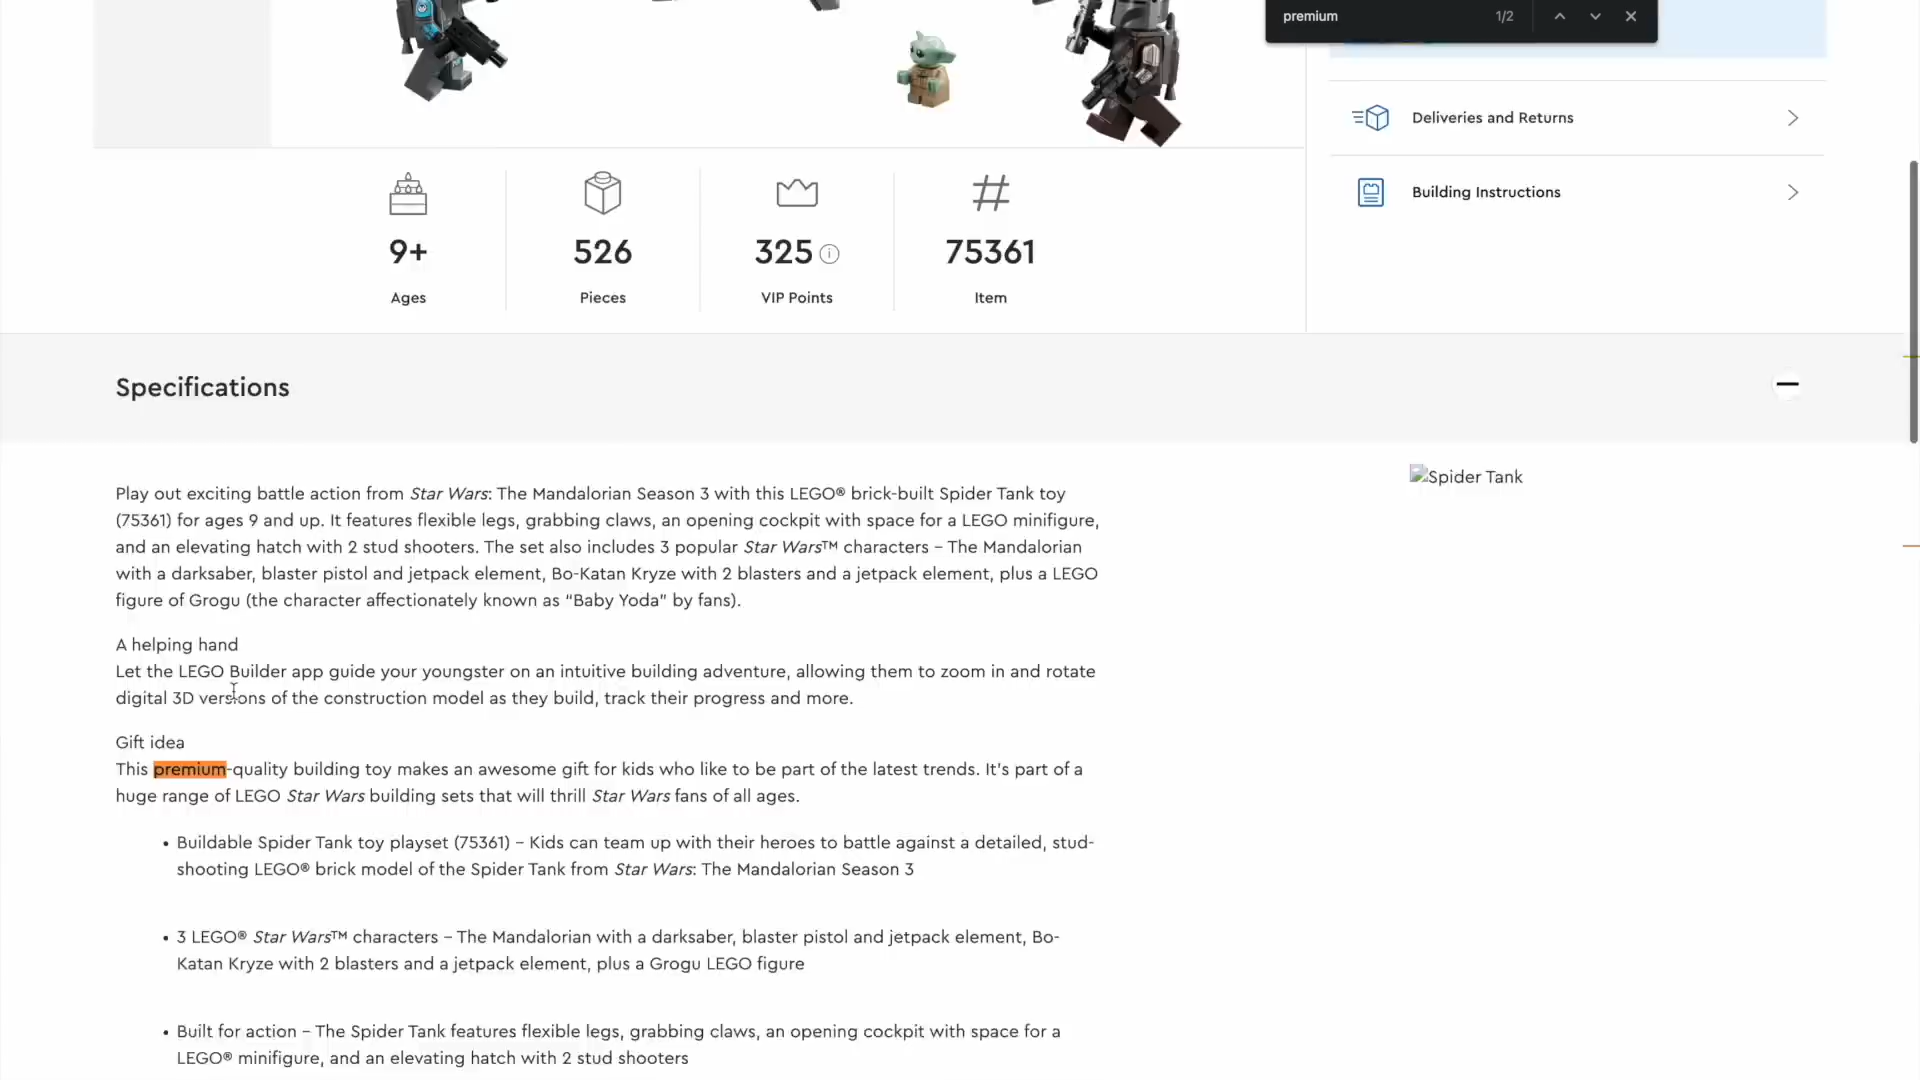 premium
1/2
Deliveries and Returns
Building Instructions
9+
526
325
75361
Ages
Pieces
VIP Points
Item
Specifications
Spider Tank
Play out exciting battle action from Star Wars: The Mandalorian Season 3 with this LEGO® brick-built Spider Tank toy
(75361) for ages 9 and up. It features flexible legs, grabbing claws, an opening cockpit with space for a LEGO minifigure,
and an elevating hatch with 2 stud shooters. The set also includes 3 popular Star Wars™ characters – The Mandalorian
with a darksaber, blaster pistol and jetpack element, Bo-Katan Kryze with 2 blasters and a jetpack element, plus a LEGO
figure of Grogu (the character affectionately known as “Baby Yoda” by fans).
A helping hand
Let the LEGO Builder app guide your youngster on an intuitive building adventure, allowing them to zoom in and rotate
digital 3D versions of the construction model as they build, track their progress and more.
Gift idea
This premium-quality building toy makes an awesome gift for kids who like to be part of the latest trends. It’s part of a
huge range of LEGO Star Wars building sets that will thrill Star Wars fans of all ages.
• Buildable Spider Tank toy playset (75361) – Kids can team up with their heroes to battle against a detailed, stud-
shooting LEGO® brick model of the Spider Tank from Star Wars: The Mandalorian Season 3
• 3 LEGO® Star Wars™ characters – The Mandalorian with a darksaber, blaster pistol and jetpack element, Bo-
Katan Kryze with 2 blasters and a jetpack element, plus a Grogu LEGO figure
• Built for action – The Spider Tank features flexible legs, grabbing claws, an opening cockpit with space for a
LEGO® minifigure, and an elevating hatch with 2 stud shooters